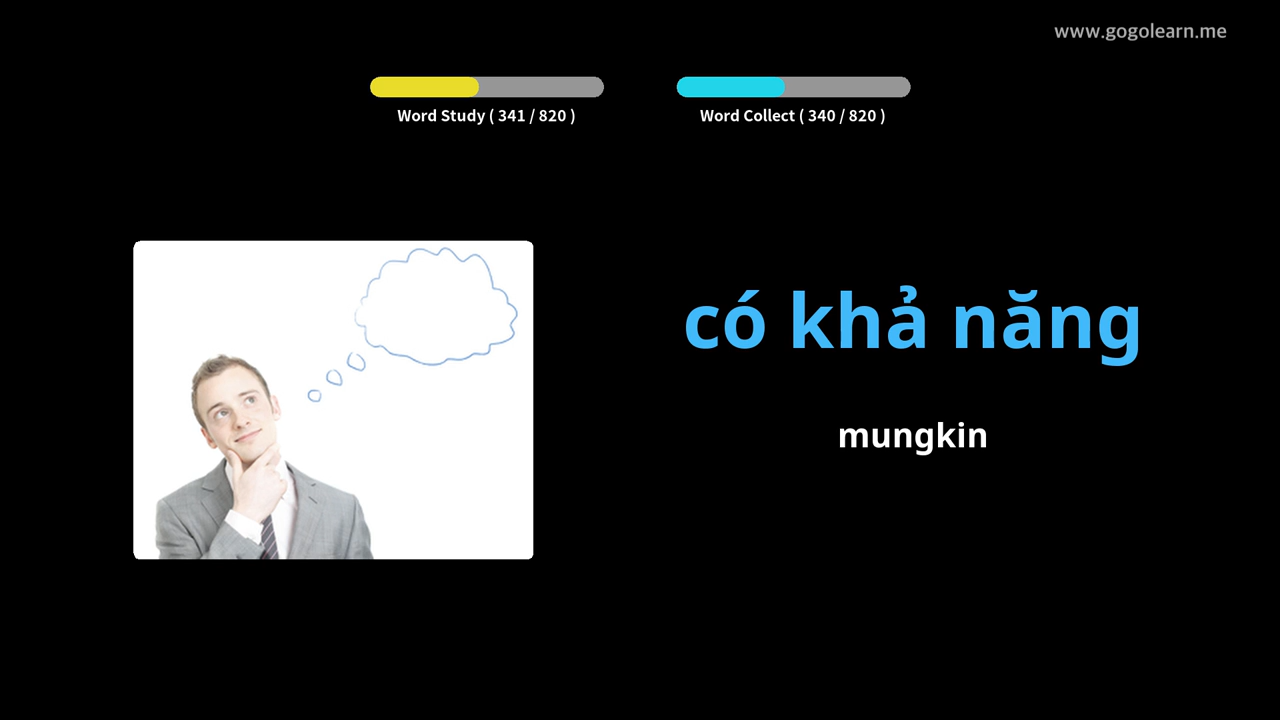 www.gogolearn.me
Word Study ( 341 / 820 )
Word Collect ( 340 / 820 )
có khả năng
mungkin